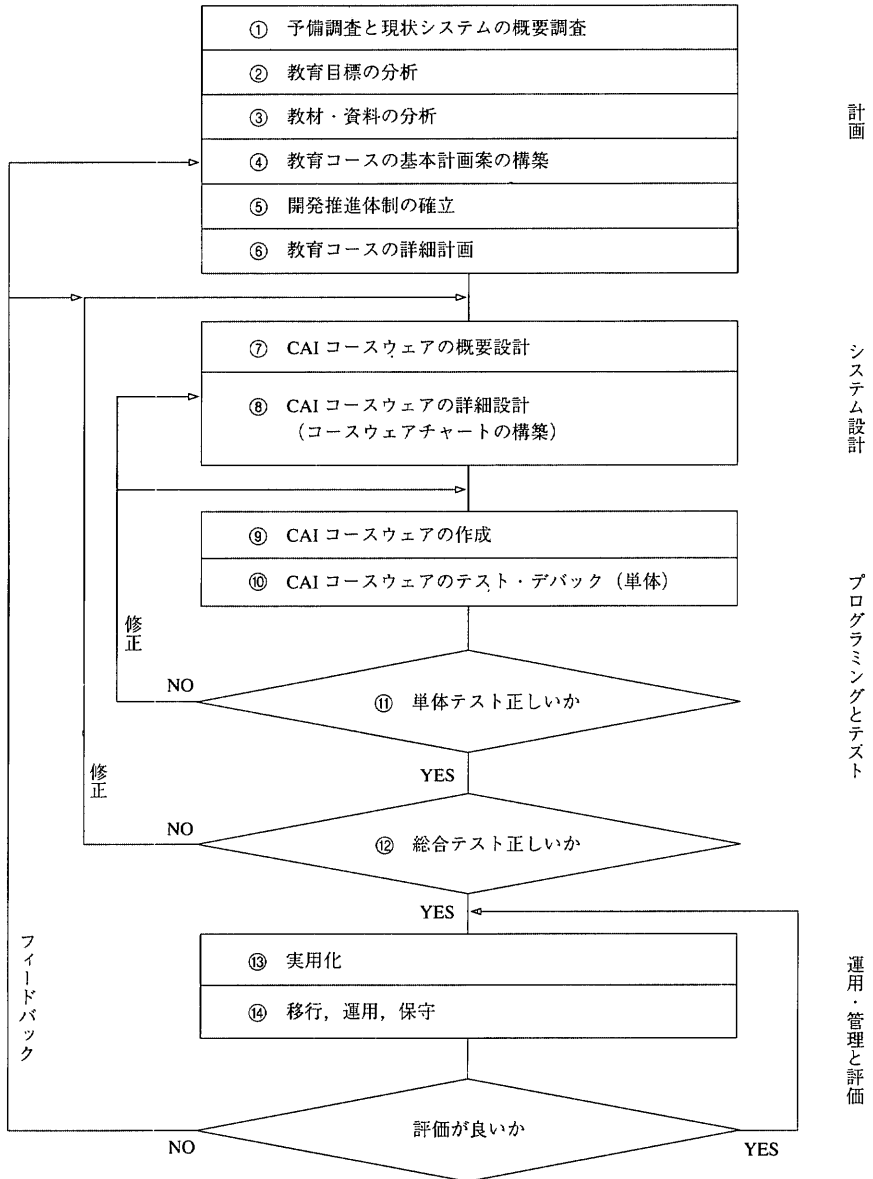 ① 予備調査と現状システムの概要調査
② 教育目標の分析
③ 教材・資料の分析
④ 教育コースの基本計画案の構築
⑤ 開発推進体制の確立
⑥ 教育コースの詳細計画
計画
⑦ CAI コースウェアの概要設計
⑧ CAI コースウェアの詳細設計
（コースウェアチャートの構築）
システム設計
⑨ CAI コースウェアの作成
⑩ CAI コースウェアのテスト・デバック（単体）
プログラミングとテスト
修正
NO
⑪ 単体テスト正しいか
YES
修正
NO
⑫ 総合テスト正しいか
YES
フィードバック
⑬ 実用化
⑭ 移行，運用，保守
運用・管理と評価
評価が良いか
NO
YES